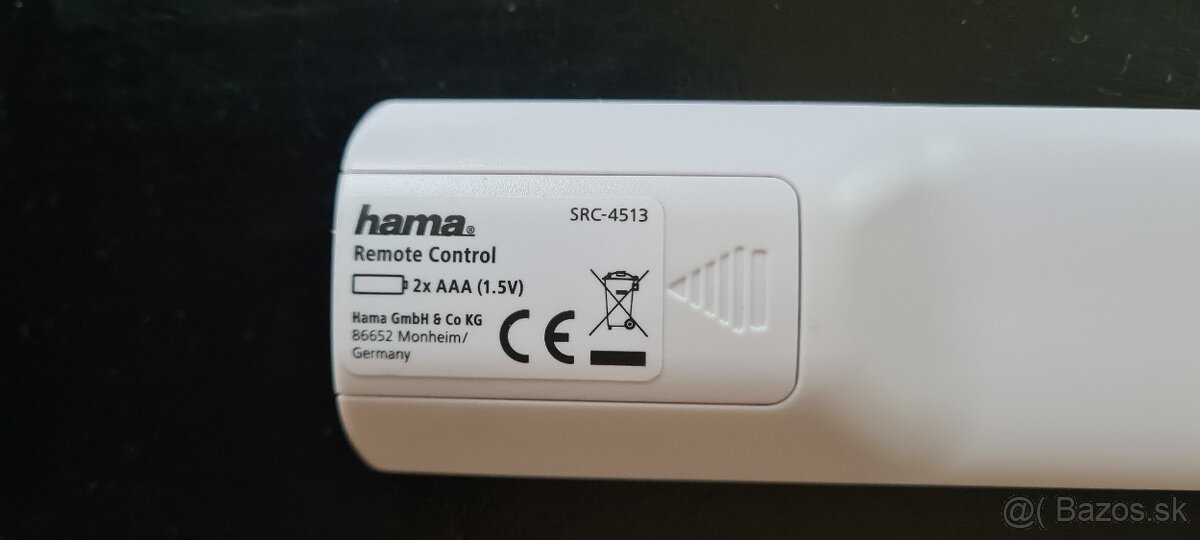 hama®
SRC-4513
Remote Control
2x AAA (1.5V)
Hama GmbH & Co KG
86652 Monheim/
Germany
CE
@( Bazos.sk